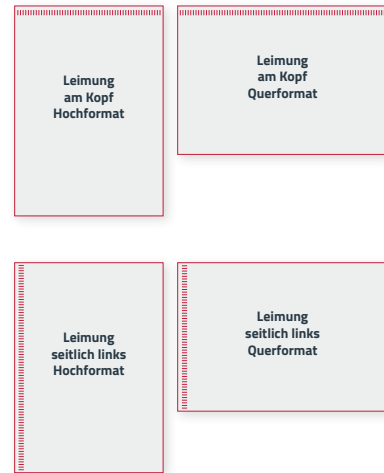 Leimung
am Kopf
Hochformat
Leimung
am Kopf
Querformat
Leimung
seitlich links
Hochformat
Leimung
seitlich links
Querformat